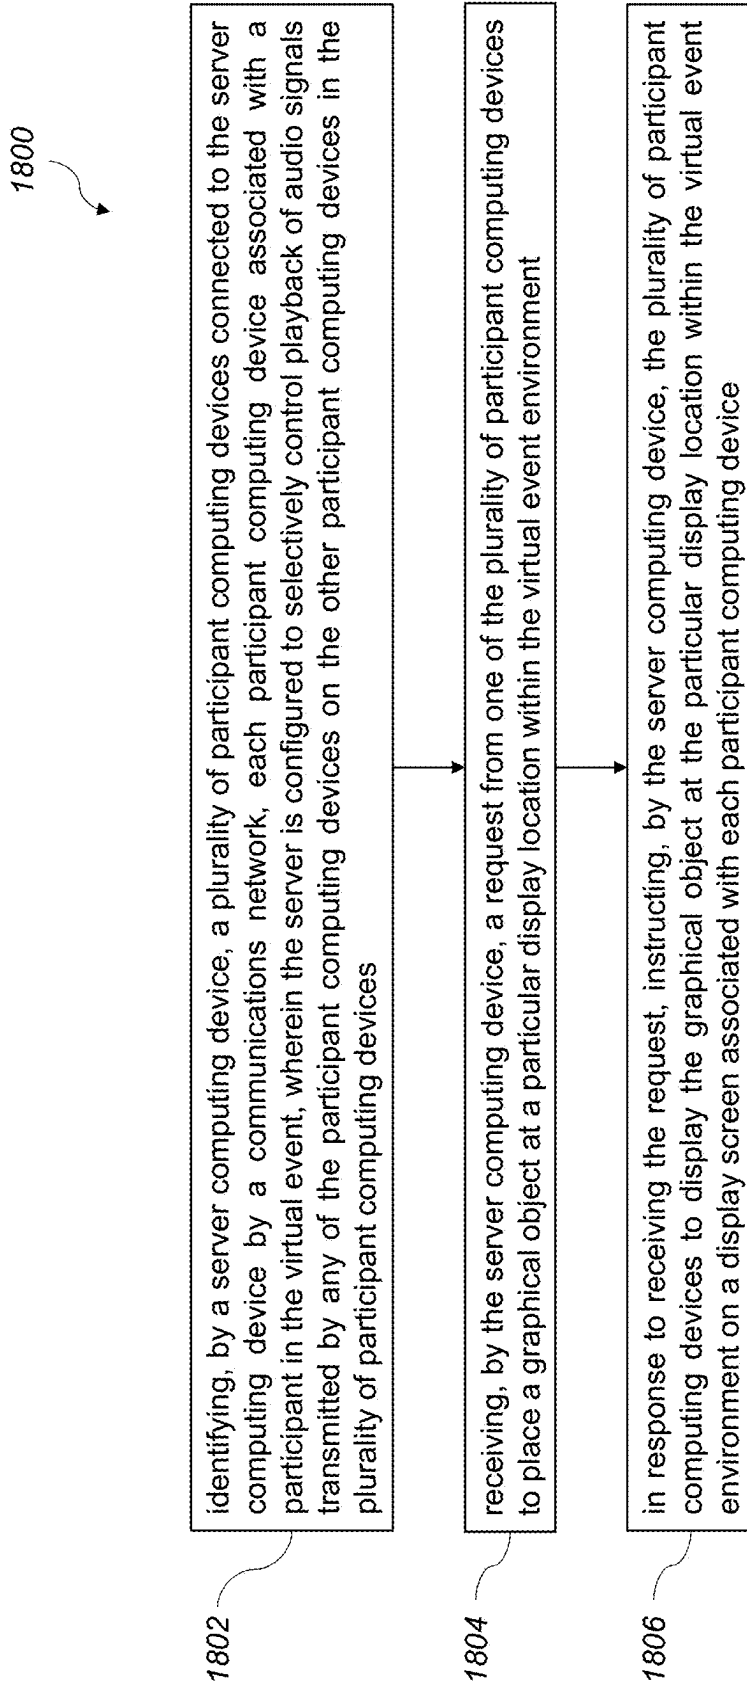 1800
1802
identifying, by a server computing device, a plurality of participant computing devices connected to the server
computing device by a communications network, each participant computing device associated with a
participant in the virtual event, wherein the server is configured to selectively control playback of audio signals
transmitted by any of the participant computing devices on the other participant computing devices in the
plurality of participant computing devices
1804
receiving, by the server computing device, a request from one of the plurality of participant computing devices
to place a graphical object at a particular display location within the virtual event environment
1806
in response to receiving the request, instructing, by the server computing device, the plurality of participant
computing devices to display the graphical object at the particular display location within the virtual event
environment on a display screen associated with each participant computing device